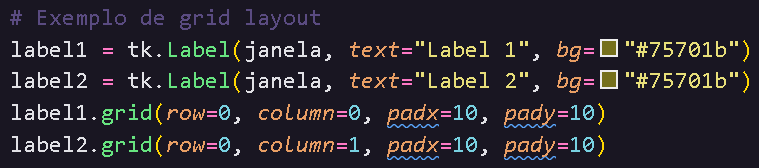 # Exemplo de grid layout
label1 = tk.Label(janela, text="Label 1", bg="#75701b")
label2 = tk.Label(janela, text="Label 2", bg="#75701b")
label1.grid(row=0, column=0, padx=10, pady=10)
label2.grid(row=0, column=1, padx=10, pady=10)